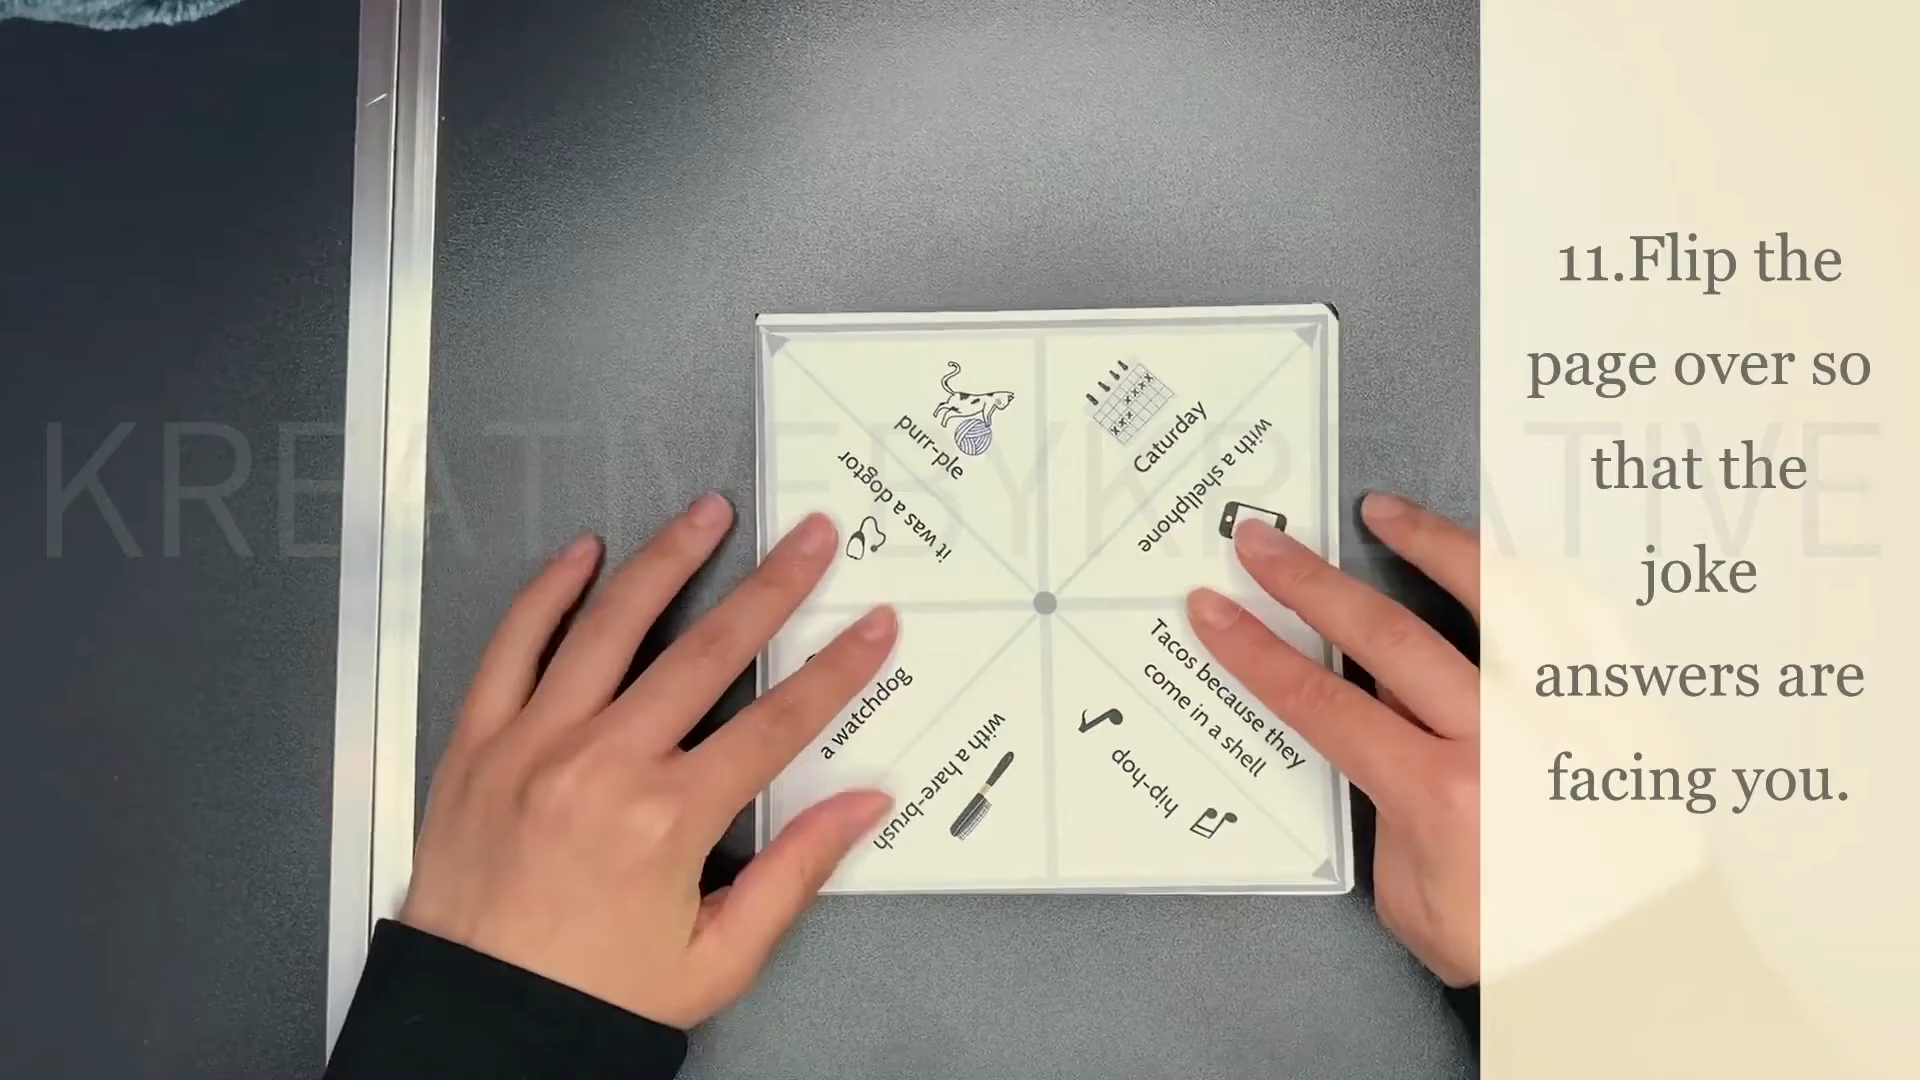 purr-ple
Caturday
it was a dogtor
with a shellphone
a watchdog
with a hare-brush
Tacos because they
come in a shell
hip-hop
KREATIVEBYKREATIVE
11.Flip the
page over so
that the
joke
answers are
facing you.